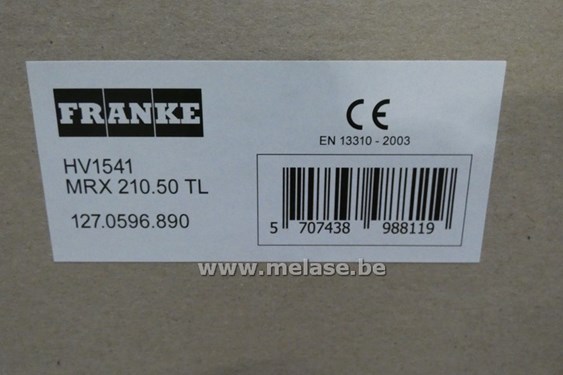 FRANKE
CE
EN 13310 - 2003
HV1541
MRX 210.50 TL
127.0596.890
5 707438 988119
www.melase.be